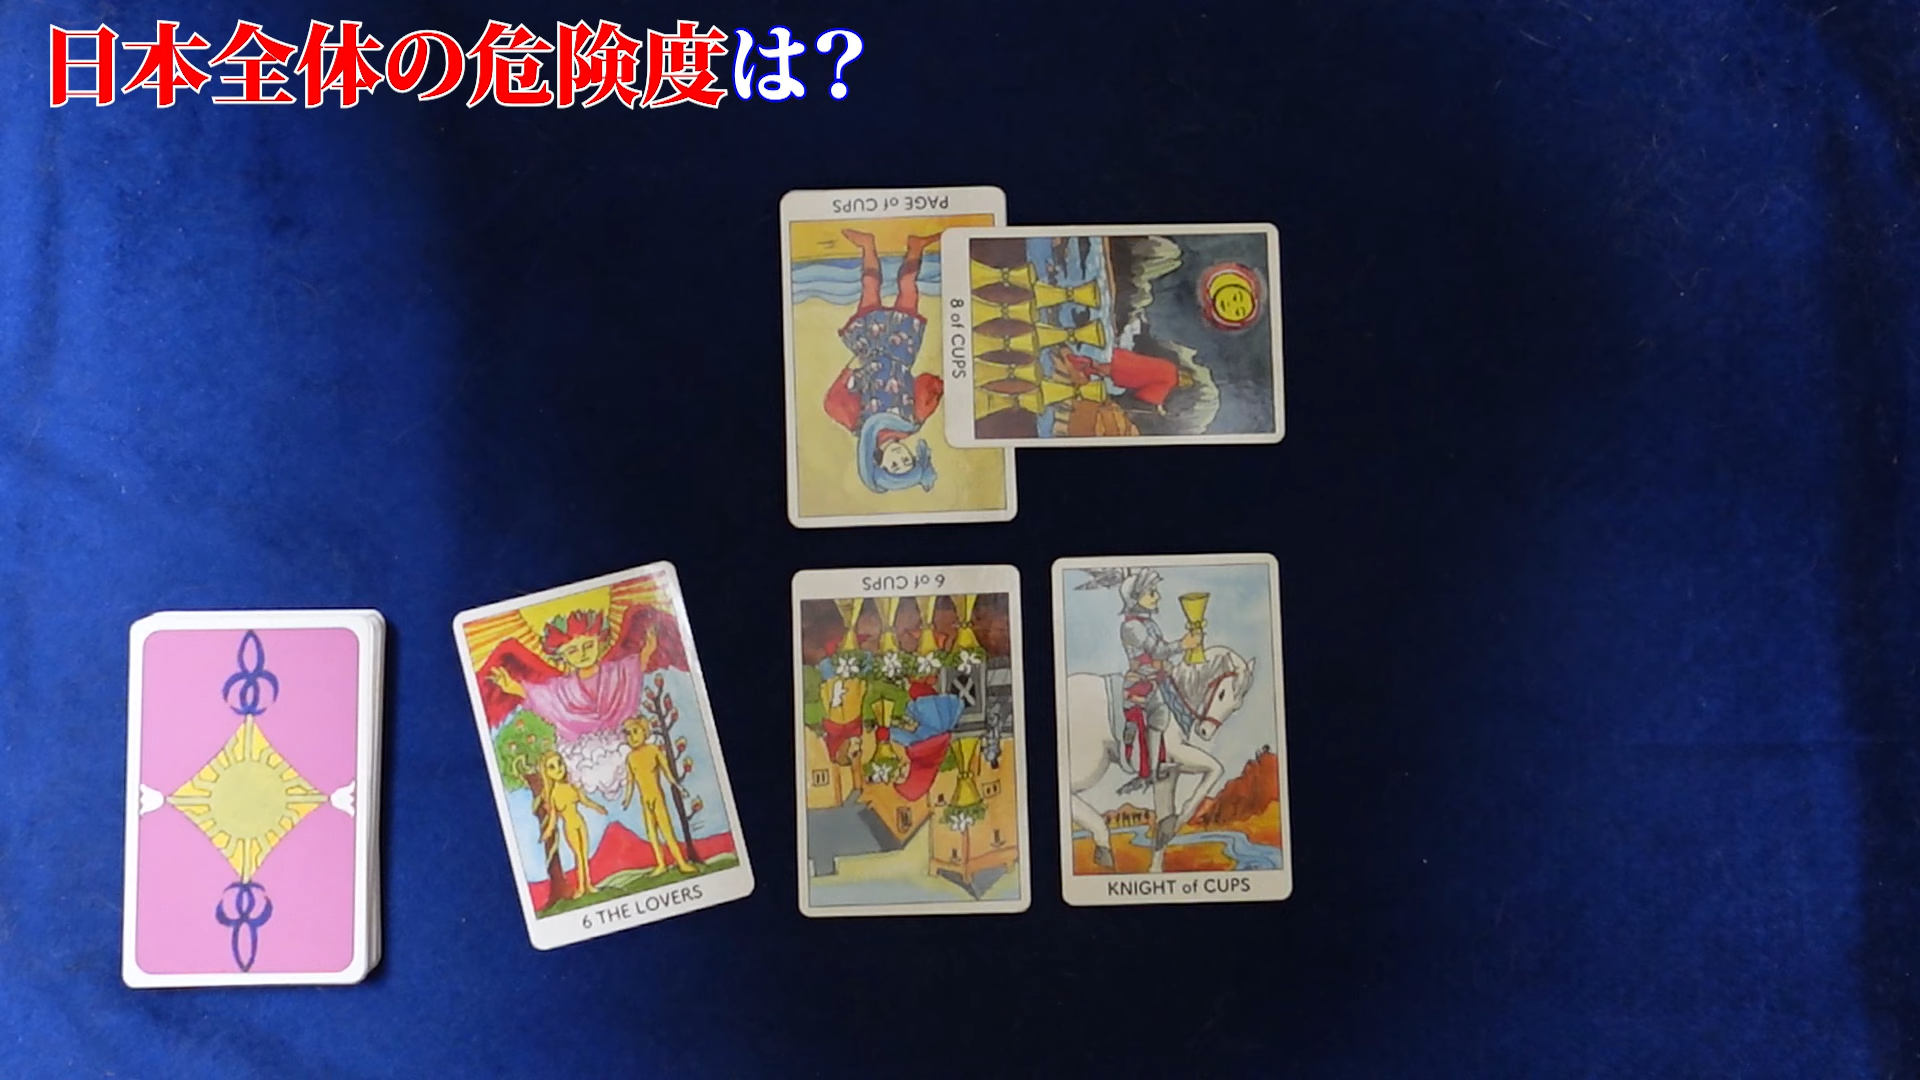 日本全体の危険度は?
PAGE of CUPS
8 of CUPS
6 THE LOVERS
6 of CUPS
KNIGHT of CUPS